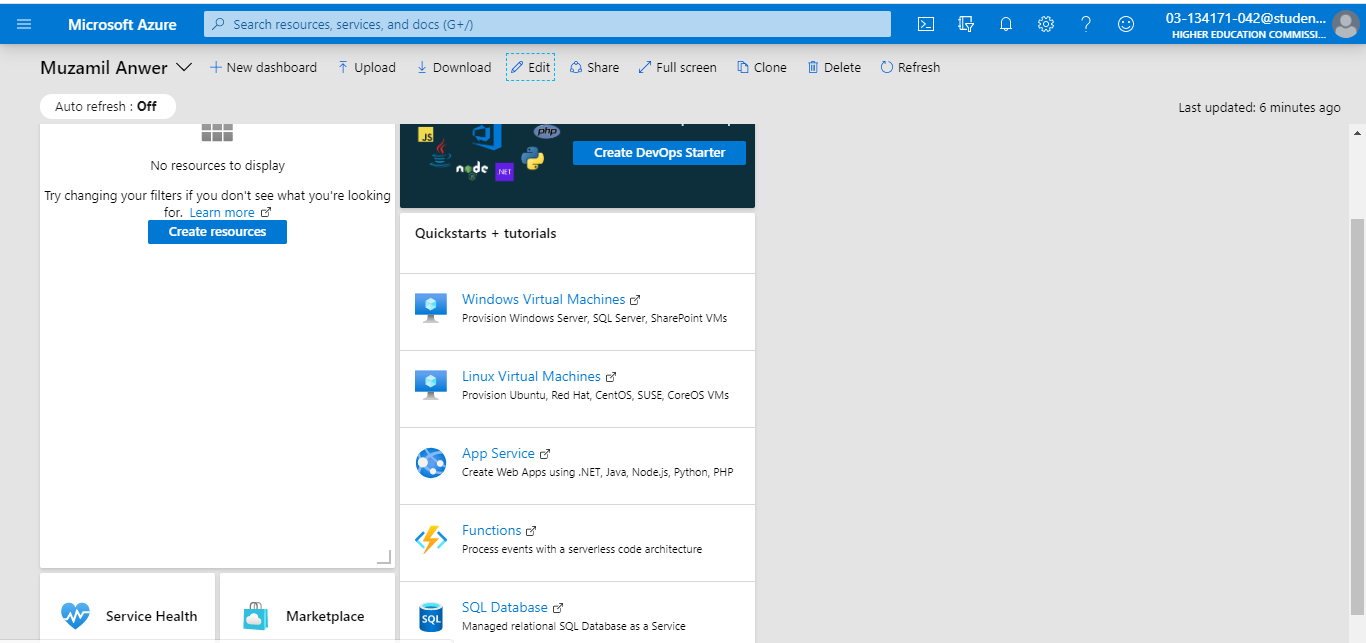 Microsoft Azure
Search resources, services, and docs (G+/)
03-134171-042@studen...
HIGHER EDUCATION COMMISSI...
Muzamil Anwer
New dashboard
Upload
Download
Edit
Share
Full screen
Clone
Delete
Refresh
Auto refresh : Off
Last updated: 6 minutes ago
No resources to display
Try changing your filters if you don't see what you're looking
for. Learn more
Create resources
JS
php
node
NET
Create DevOps Starter
Quickstarts + tutorials
Windows Virtual Machines
Provision Windows Server, SQL Server, SharePoint VMs
Linux Virtual Machines
Provision Ubuntu, Red Hat, CentOS, SUSE, CoreOS VMs
App Service
Create Web Apps using .NET, Java, Node.js, Python, PHP
Functions
Process events with a serverless code architecture
SQL
SQL Database
Managed relational SQL Database as a Service
Service Health
Marketplace